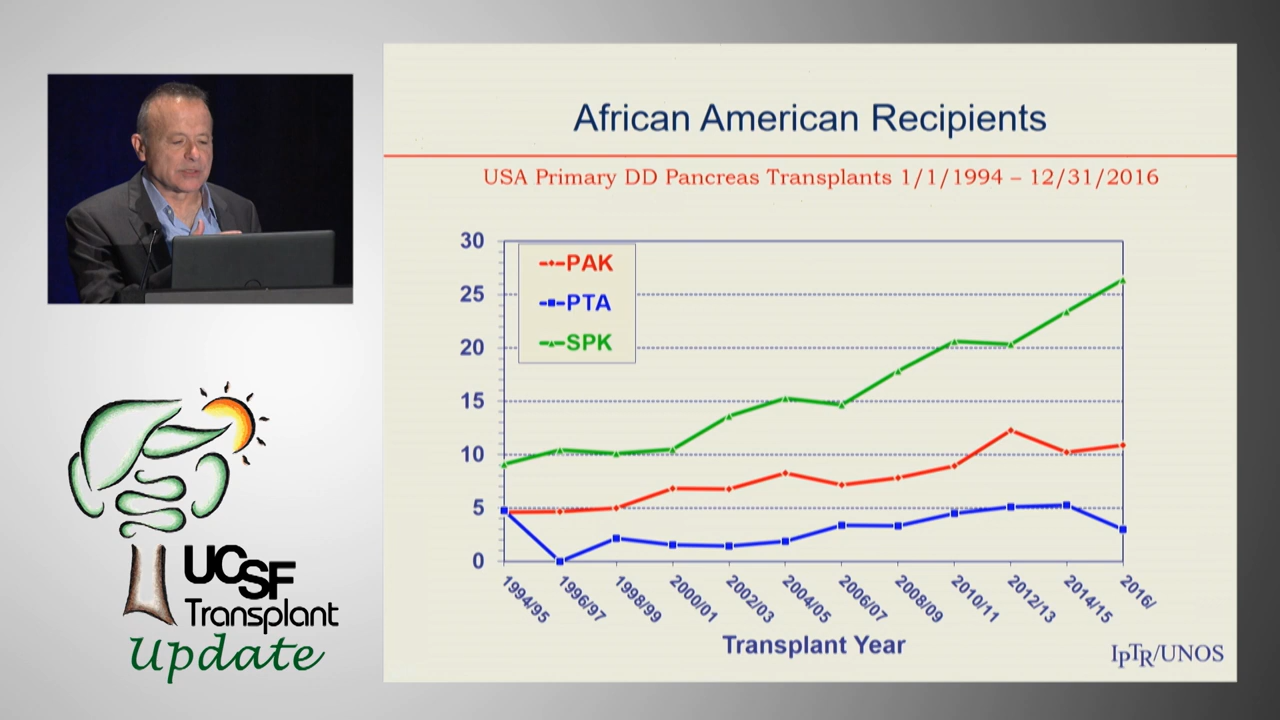 African American Recipients
USA Primary DD Pancreas Transplants 1/1/1994 – 12/31/2016
30
25
20
15
10
5
0
PAK
PTA
SPK
1994/95
1996/97
1998/99
2000/01
2002/03
2004/05
2006/07
2008/09
2010/11
2012/13
2014/15
2016/
Transplant Year
IPTR/UNOS
UCSF
Transplant
Update